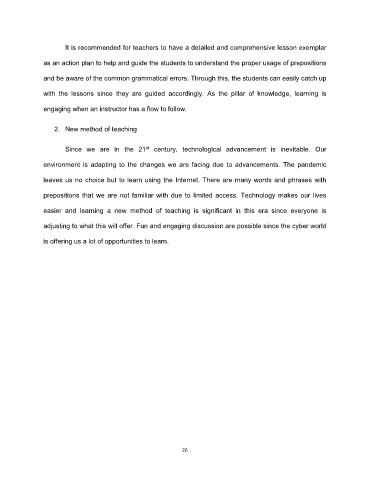 It is recommended for teachers to have a detailed and comprehensive lesson exemplar
as an action plan to help and guide the students to understand the proper usage of prepositions
and be aware of the common grammatical errors. Through this, the students can easily catch up
with the lessons since they are guided accordingly. As the pillar of knowledge, learning is
engaging when an instructor has a flow to follow.
2. New method of teaching
Since we are in the 21st century, technological advancement is inevitable. Our
environment is adapting to the changes we are facing due to advancements. The pandemic
leaves us no choice but to learn using the Internet. There are many words and phrases with
prepositions that we are not familiar with due to limited access. Technology makes our lives
easier and learning a new method of teaching is significant in this era since everyone is
adjusting to what this will offer. Fun and engaging discussion are possible since the cyber world
is offering us a lot of opportunities to learn.
26